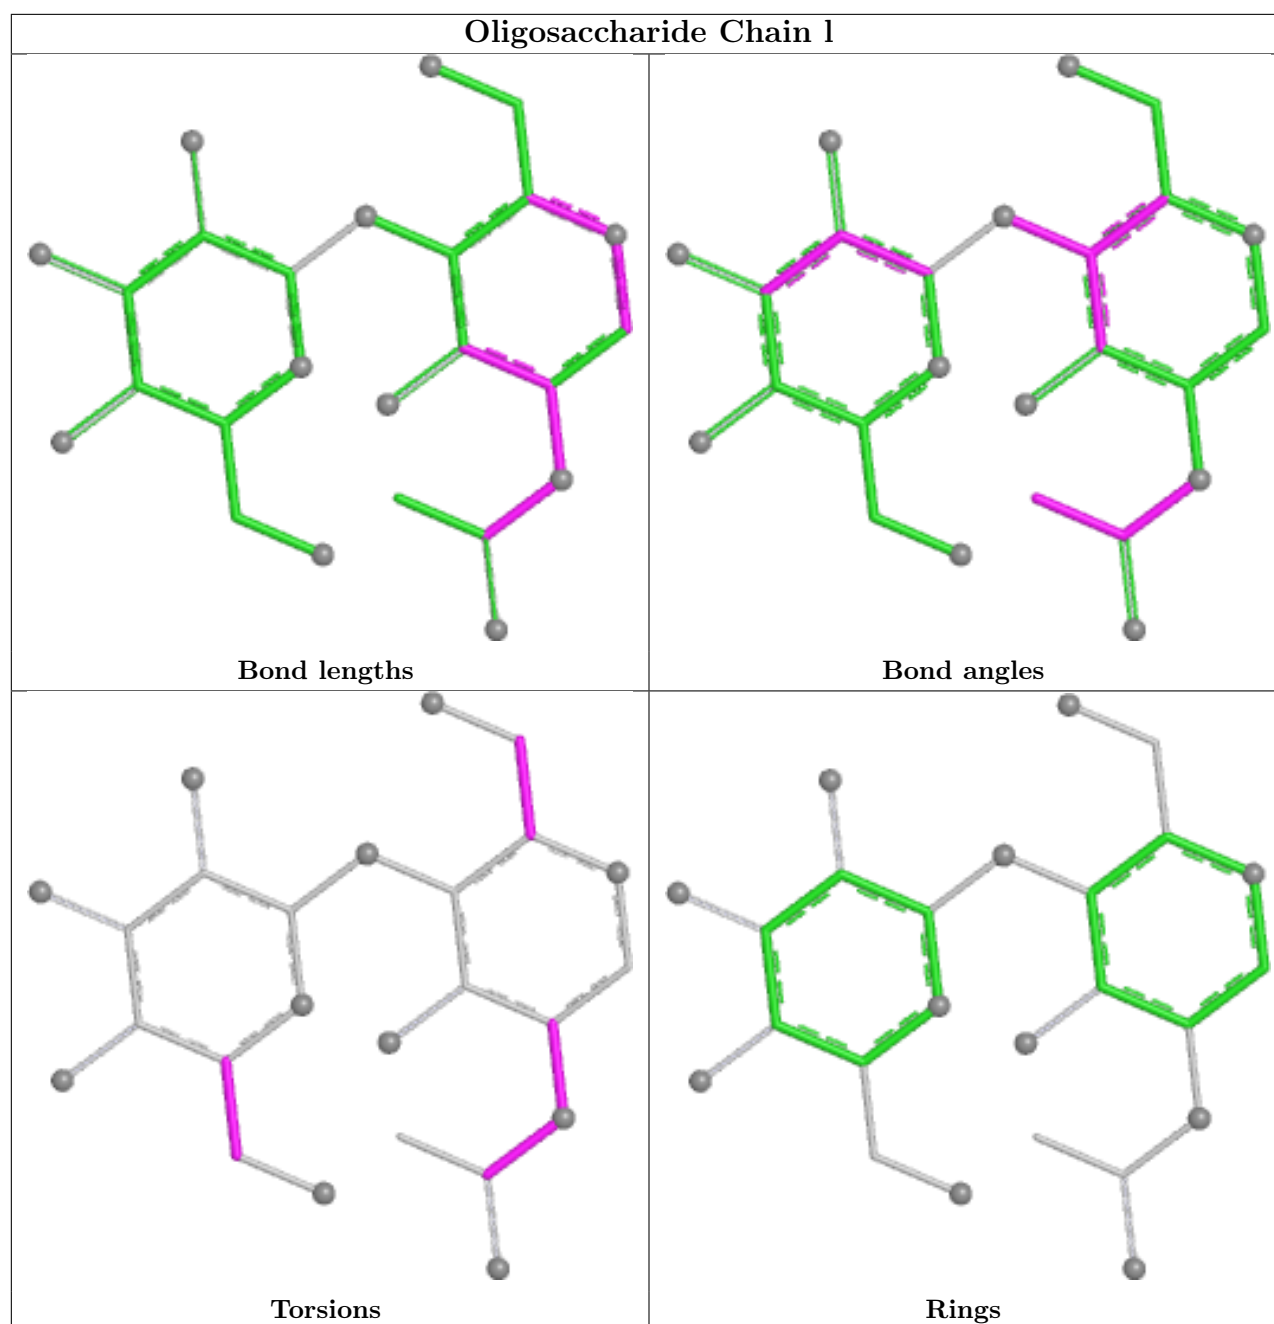 Oligosaccharide Chain l
Bond lengths
Bond angles
Torsions
Rings